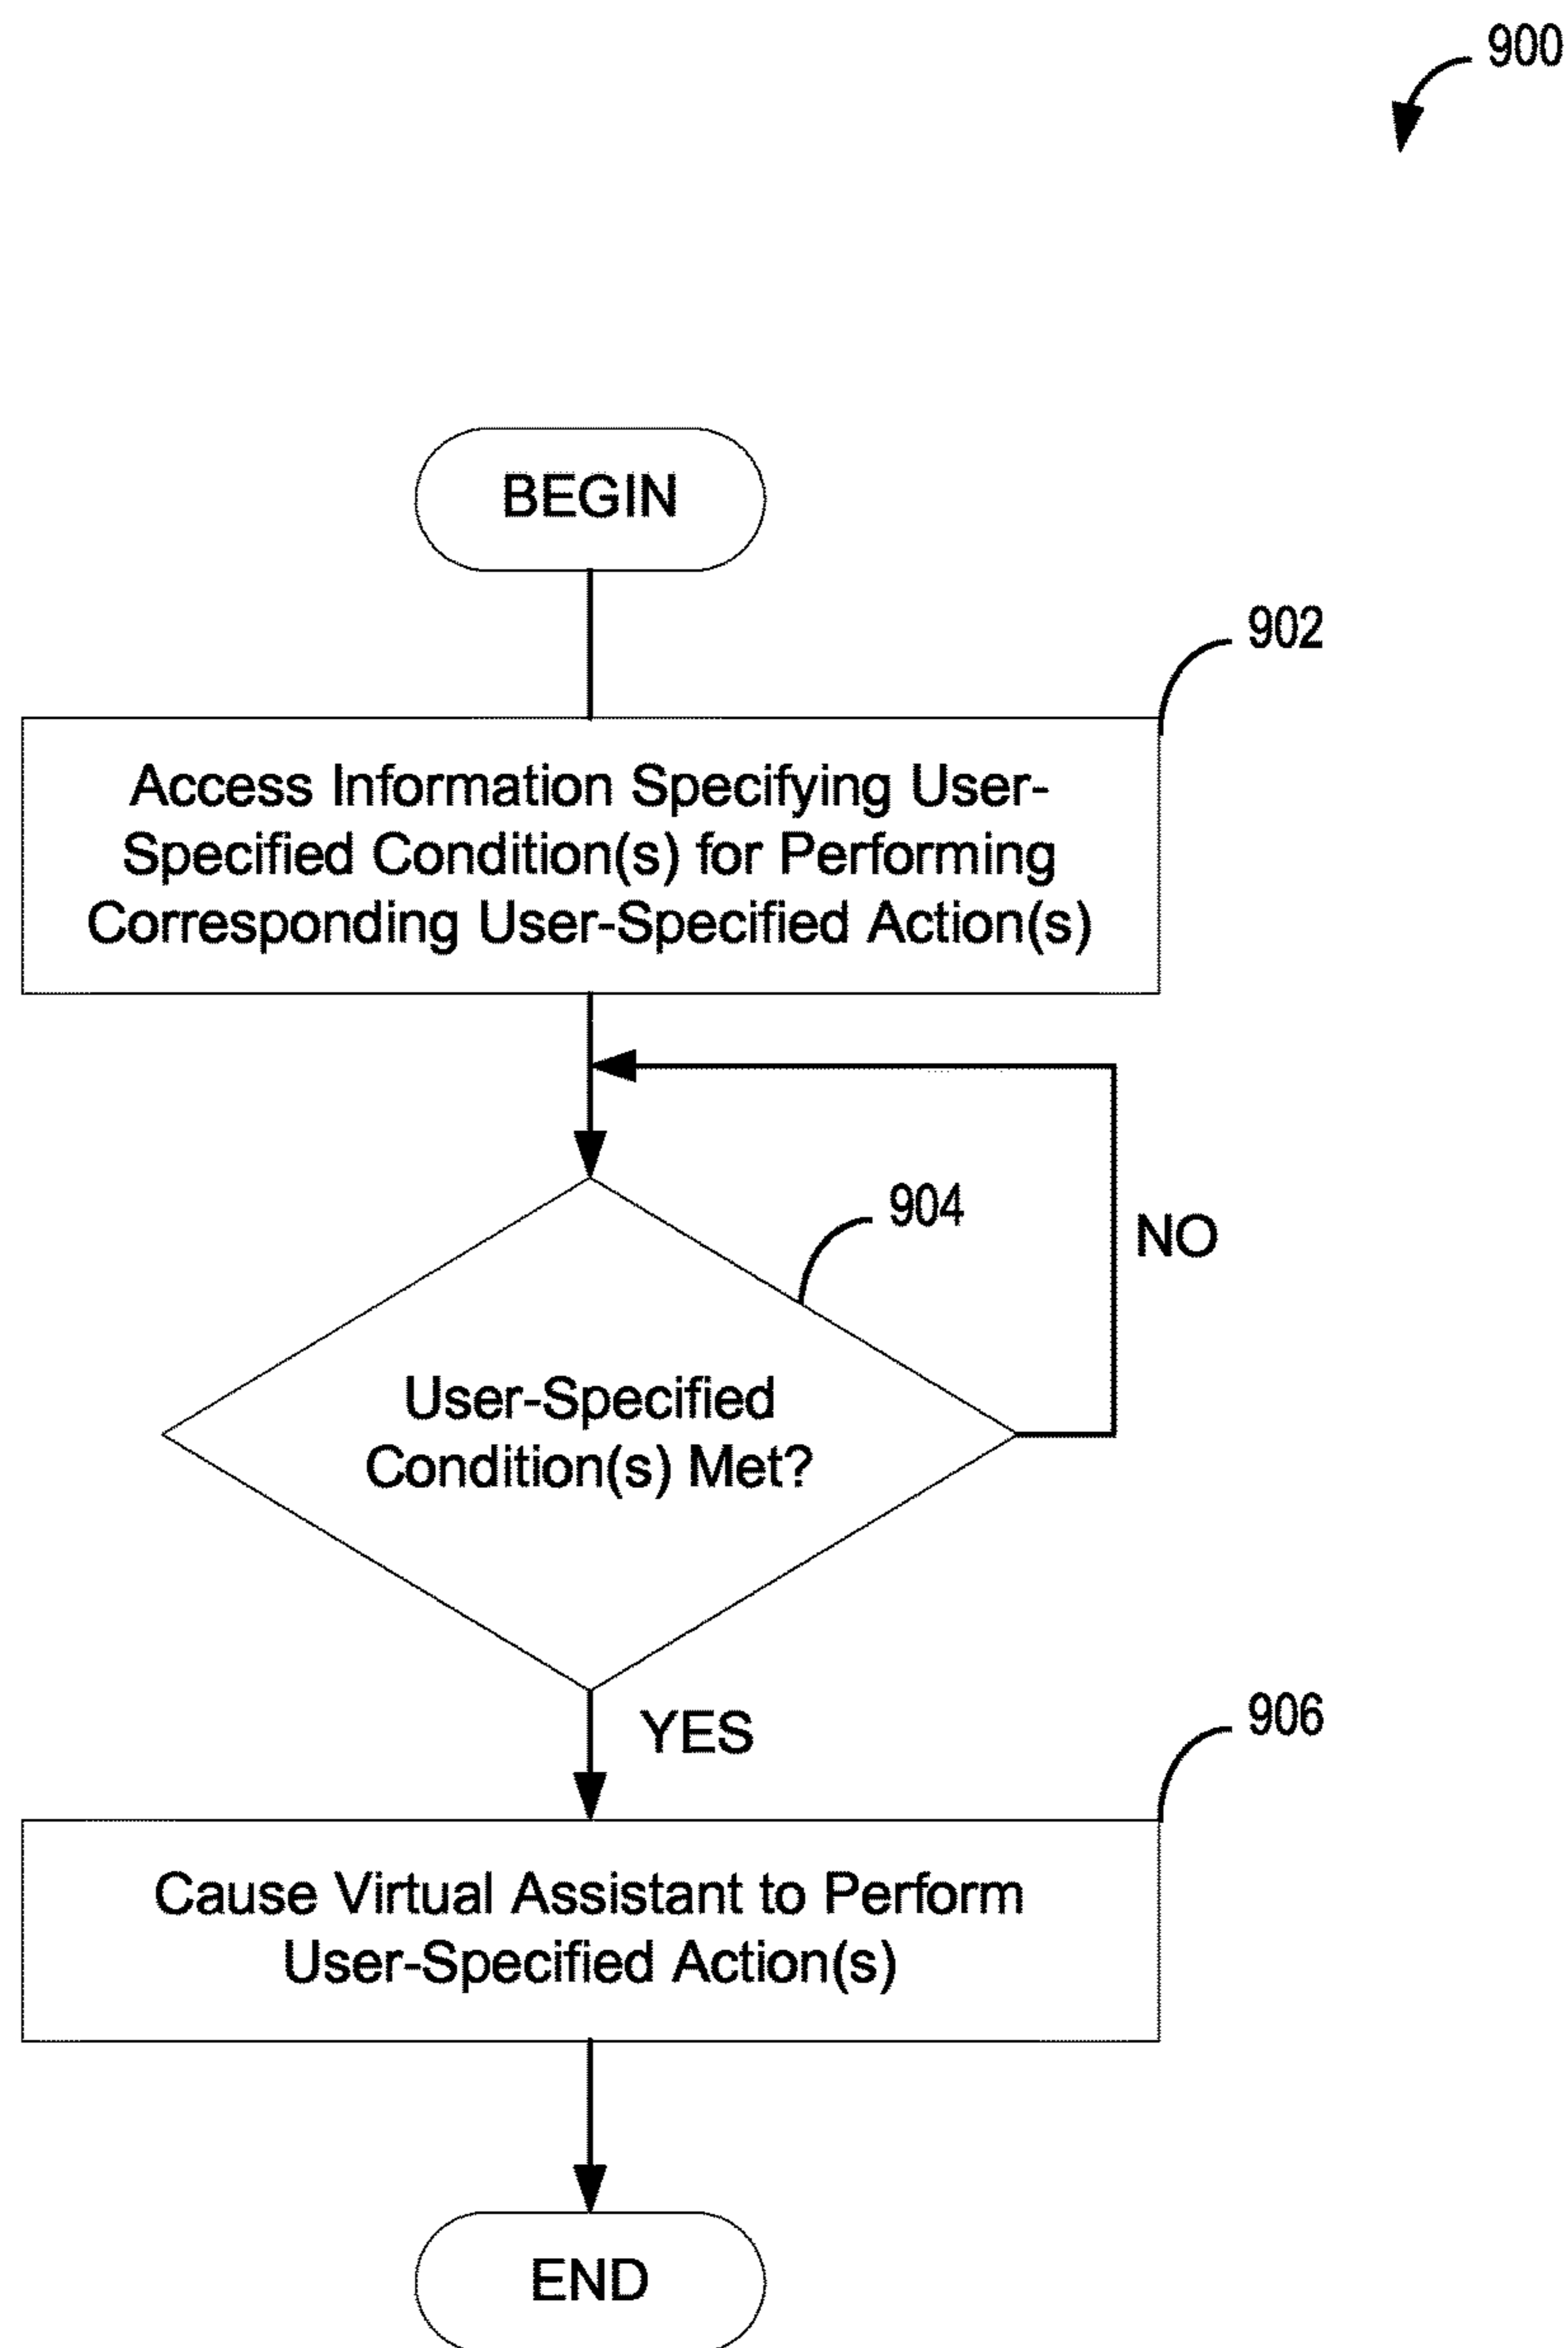 900
BEGIN
902
Access Information Specifying User-
Specified Condition(s) for Performing
Corresponding User-Specified Action(s)
904
NO
User-Specified
Condition(s) Met?
YES
906
Cause Virtual Assistant to Perform
User-Specified Action(s)
END